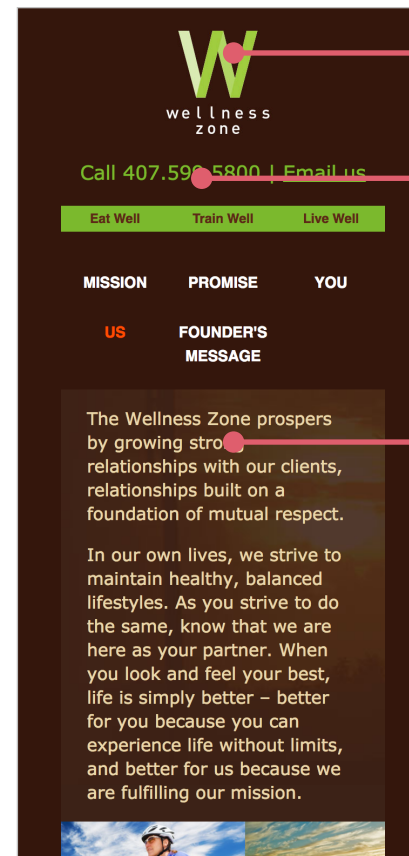 W
wellness
zone
Call 407.599.5800 | Email us
Eat Well Train Well Live Well
MISSION PROMISE YOU
US FOUNDER'S
MESSAGE
The Wellness Zone prospers
by growing strong
relationships with our clients,
relationships built on a
foundation of mutual respect.
In our own lives, we strive to
maintain healthy, balanced
lifestyles. As you strive to do
the same, know that we are
here as your partner. When
you look and feel your best,
life is simply better – better
for you because you can
experience life without limits,
and better for us because we
are fulfilling our mission.